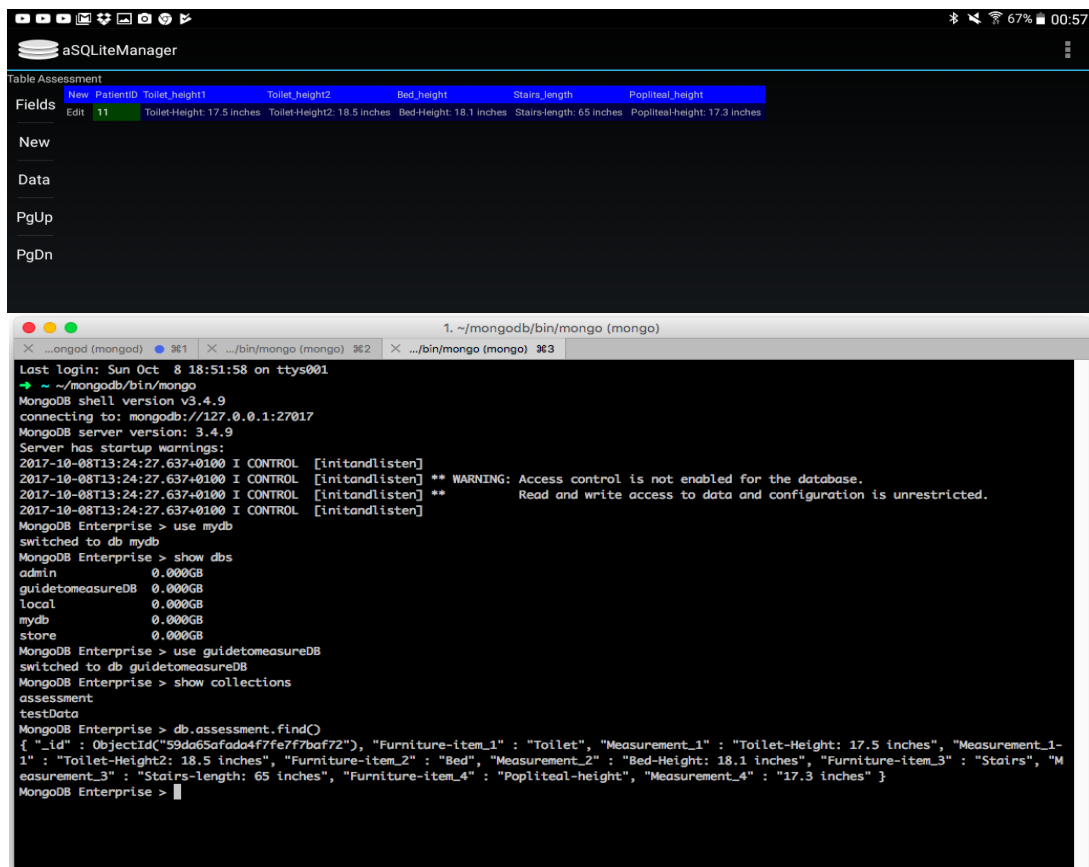 67% 00:57
aSQLiteManager
Table Assessment
Fields
New PatientID Toilet_height1 Toilet_height2 Bed_height Stairs_length Popliteal_height
Edit 11 Toilet-Height: 17.5 inches Toilet-Height2: 18.5 inches Bed-Height: 18.1 inches Stairs-length: 65 inches Popliteal-height: 17.3 inches
New
Data
PgUp
PgDn
1. ~/mongodb/bin/mongo (mongo)
...ongod (mongod) ⌘1 .../bin/mongo (mongo) ⌘2 .../bin/mongo (mongo) ⌘3
Last login: Sun Oct  8 18:51:58 on ttys001
➜ ~ ~/mongodb/bin/mongo
MongoDB shell version v3.4.9
connecting to: mongodb://127.0.0.1:27017
MongoDB server version: 3.4.9
Server has startup warnings:
2017-10-08T13:24:27.637+0100 I CONTROL  [initandlisten]
2017-10-08T13:24:27.637+0100 I CONTROL  [initandlisten] ** WARNING: Access control is not enabled for the database.
2017-10-08T13:24:27.637+0100 I CONTROL  [initandlisten] **          Read and write access to data and configuration is unrestricted.
2017-10-08T13:24:27.637+0100 I CONTROL  [initandlisten]
MongoDB Enterprise > use mydb
switched to db mydb
MongoDB Enterprise > show dbs
admin            0.000GB
guidetomeasureDB  0.000GB
local            0.000GB
mydb             0.000GB
store            0.000GB
MongoDB Enterprise > use guidetomeasureDB
switched to db guidetomeasureDB
MongoDB Enterprise > show collections
assessment
testData
MongoDB Enterprise > db.assessment.find()
{ "_id" : ObjectId("59da65afada4f7fe7f7baf72"), "Furniture-item_1" : "Toilet", "Measurement_1" : "Toilet-Height: 17.5 inches", "Measurement_1-
1" : "Toilet-Height2: 18.5 inches", "Furniture-item_2" : "Bed", "Measurement_2" : "Bed-Height: 18.1 inches", "Furniture-item_3" : "Stairs", "M
easurement_3" : "Stairs-length: 65 inches", "Furniture-item_4" : "Popliteal-height", "Measurement_4" : "17.3 inches" }
MongoDB Enterprise >